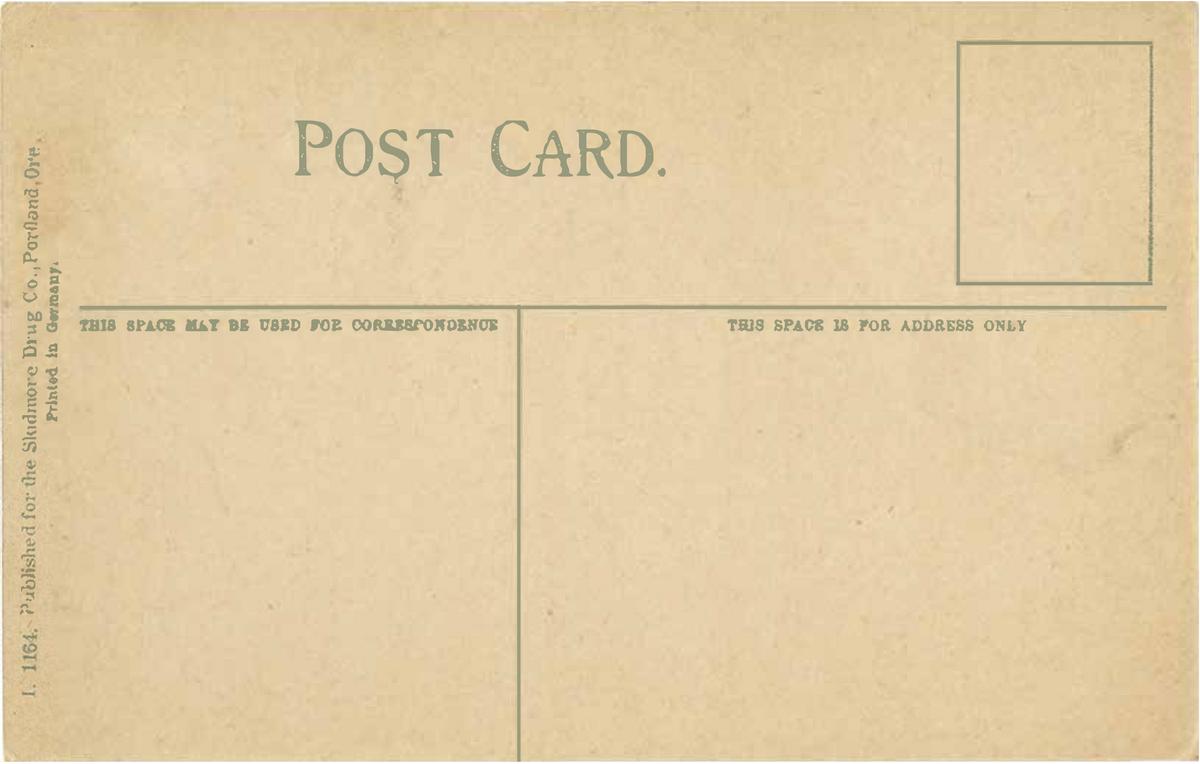 POST CARD.
THIS SPACE MAY BE USED FOR CORRESPONDENCE
THIS SPACE IS FOR ADDRESS ONLY
I. 1164. Published for the Skidmore Drug Co., Portland, Ore.
Printed in Germany.